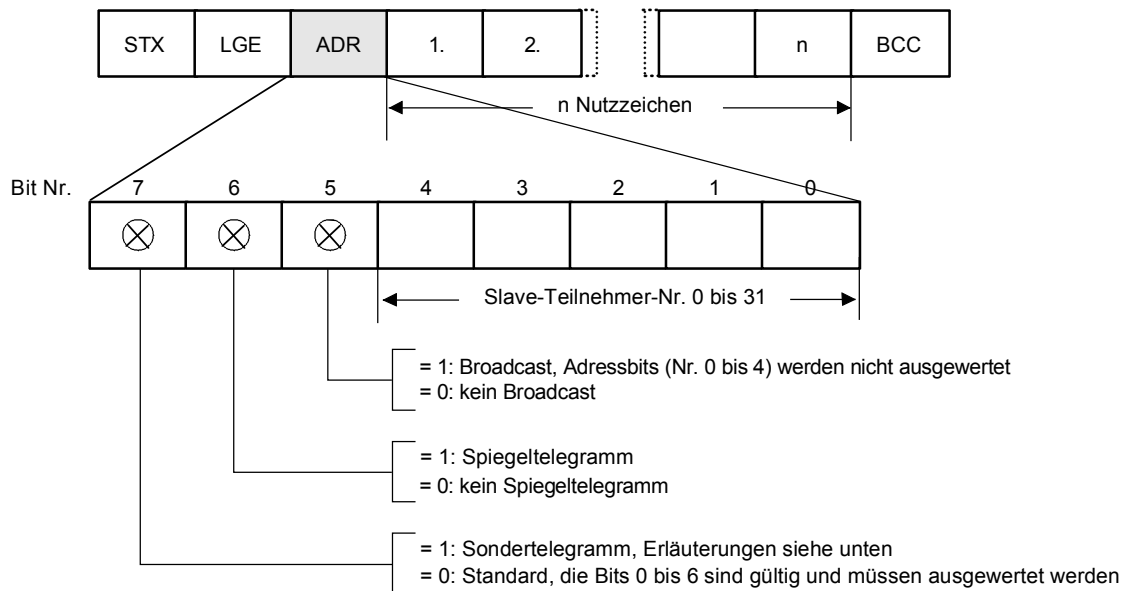 STX LGE ADR 1. 2. n BCC
n Nutzzeichen
Bit Nr. 7 6 5 4 3 2 1 0
Slave-Teilnehmer-Nr. 0 bis 31
= 1: Broadcast, Adressbits (Nr. 0 bis 4) werden nicht ausgewertet
= 0: kein Broadcast
= 1: Spiegeltelegramm
= 0: kein Spiegeltelegramm
= 1: Sondertelegramm, Erläuterungen siehe unten
= 0: Standard, die Bits 0 bis 6 sind gültig und müssen ausgewertet werden